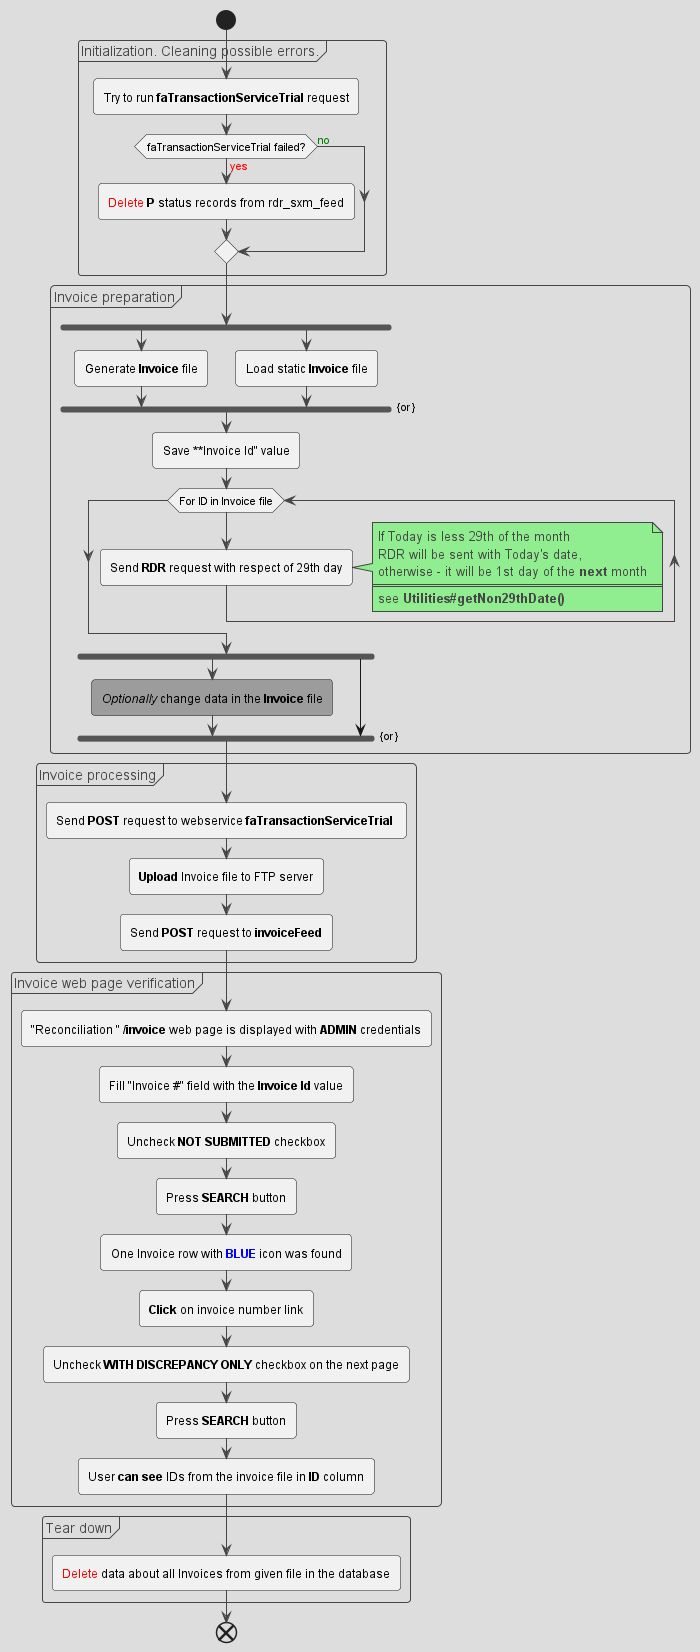 Initialization. Cleaning possible errors.
Try to run faTransactionServiceTrial request
faTransactionServiceTrial failed?
no
yes
Delete P status records from rdr_sxm_feed
Invoice preparation
Generate Invoice file
Load static Invoice file
{or}
Save **Invoice Id" value
For ID in Invoice file
Send RDR request with respect of 29th day
If Today is less 29th of the month
RDR will be sent with Today's date,
otherwise - it will be 1st day of the next month
see Utilities#getNon29thDate()
Optionally change data in the Invoice file
{or}
Invoice processing
Send POST request to webservice faTransactionServiceTrial
Upload Invoice file to FTP server
Send POST request to invoiceFeed
Invoice web page verification
"Reconciliation " /invoice web page is displayed with ADMIN credentials
Fill "Invoice #" field with the Invoice Id value
Uncheck NOT SUBMITTED checkbox
Press SEARCH button
One Invoice row with BLUE icon was found
Click on invoice number link
Uncheck WITH DISCREPANCY ONLY checkbox on the next page
Press SEARCH button
User can see IDs from the invoice file in ID column
Tear down
Delete data about all Invoices from given file in the database